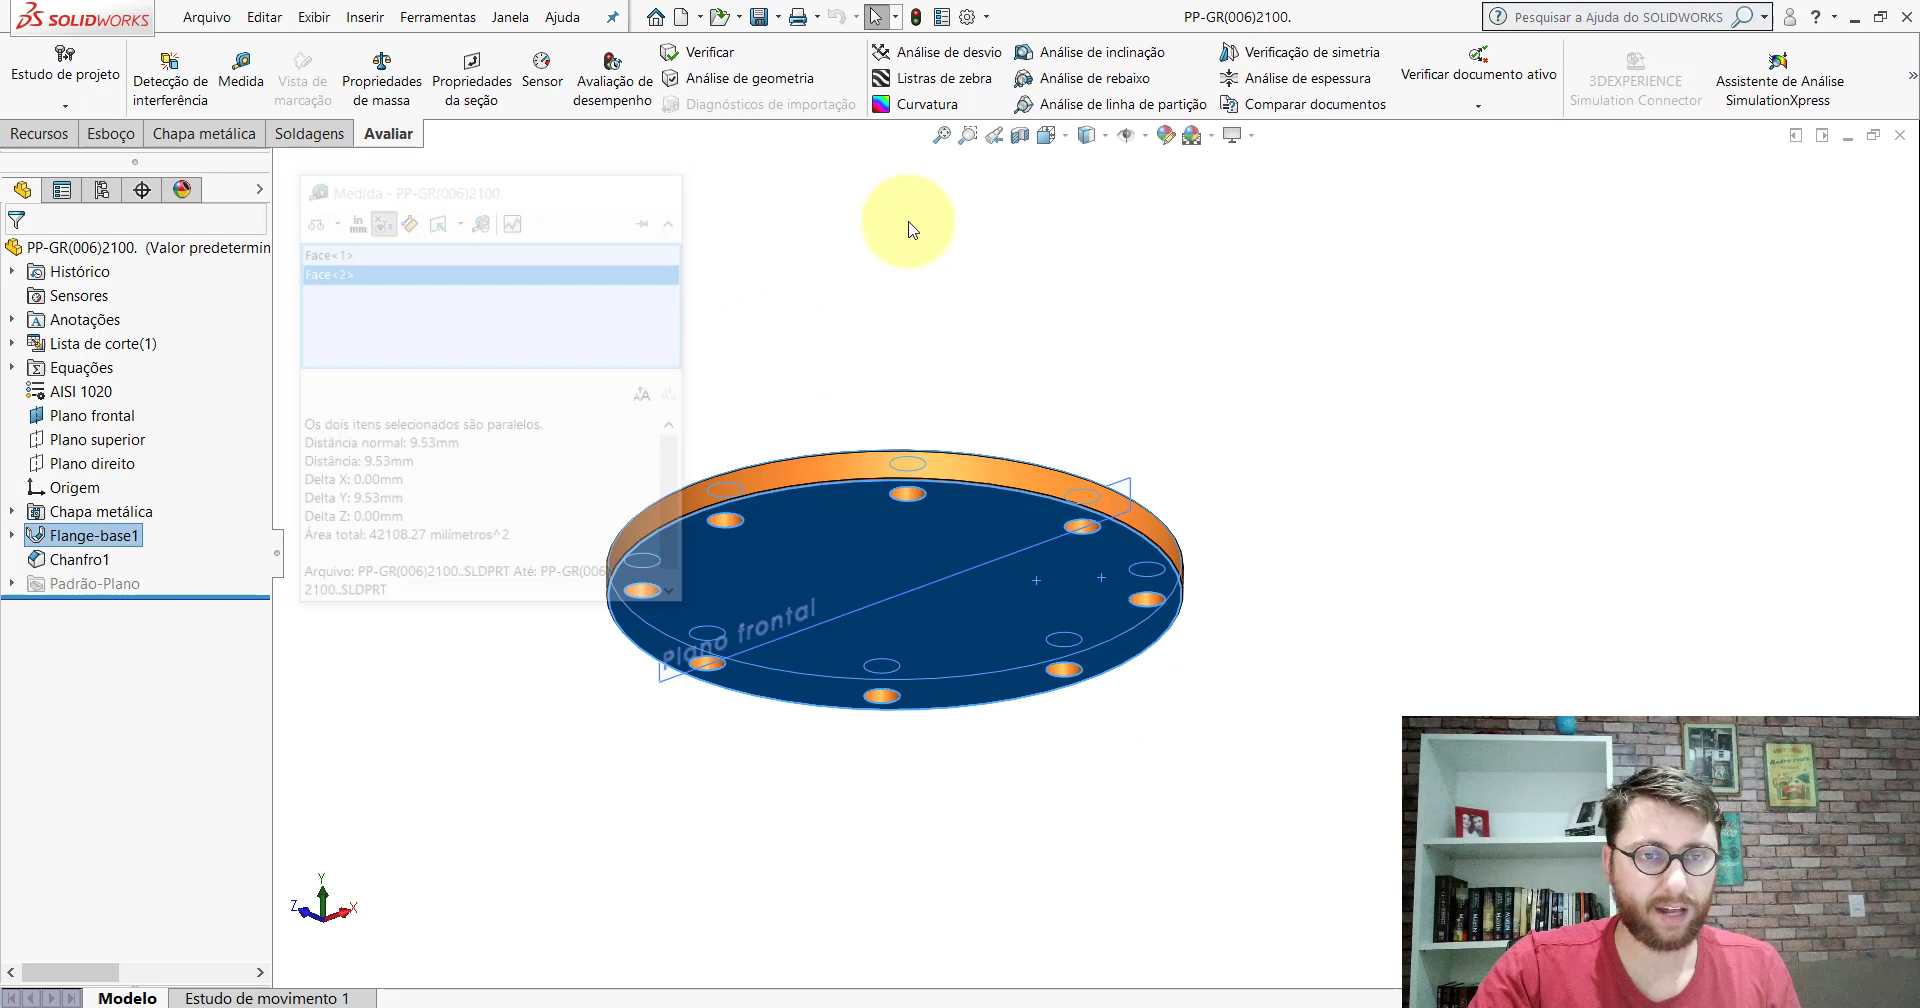 SOLIDWORKS
Arquivo Editar Exibir Inserir Ferramentas Janela Ajuda
PP-GR(006)2100.
Pesquisar a Ajuda do SOLIDWORKS
Estudo de projeto
Detecção de interferência
Medida
Vista de marcação
Propriedades de massa
Propriedades da seção
Sensor
Avaliação de desempenho
Verificar
Análise de geometria
Diagnósticos de importação
Análise de desvio
Listras de zebra
Curvatura
Análise de inclinação
Análise de rebaixo
Análise de linha de partição
Verificação de simetria
Análise de espessura
Comparar documentos
Verificar documento ativo
3DEXPERIENCE
Simulation Connector
Assistente de Análise
SimulationXpress
Recursos Esboço Chapa metálica Soldagens Avaliar
PP-GR(006)2100. (Valor predetermin
Histórico
Sensores
Anotações
Lista de corte(1)
Equações
AISI 1020
Plano frontal
Plano superior
Plano direito
Origem
Chapa metálica
Flange-base1
Chanfro1
Padrão-Plano
Medida - PP-GR(006)2100.
in
mm
Face<1>
Face<2>
Os dois itens selecionados são paralelos.
Distância normal: 9.53mm
Distância: 9.53mm
Delta X: 0.00mm
Delta Y: 9.53mm
Delta Z: 0.00mm
Área total: 42108.27 milímetros^2
Arquivo: PP-GR(006)2100..SLDPRT Até: PP-GR(006
2100..SLDPRT
Plano frontal
Y
Z
X
Modelo Estudo de movimento 1